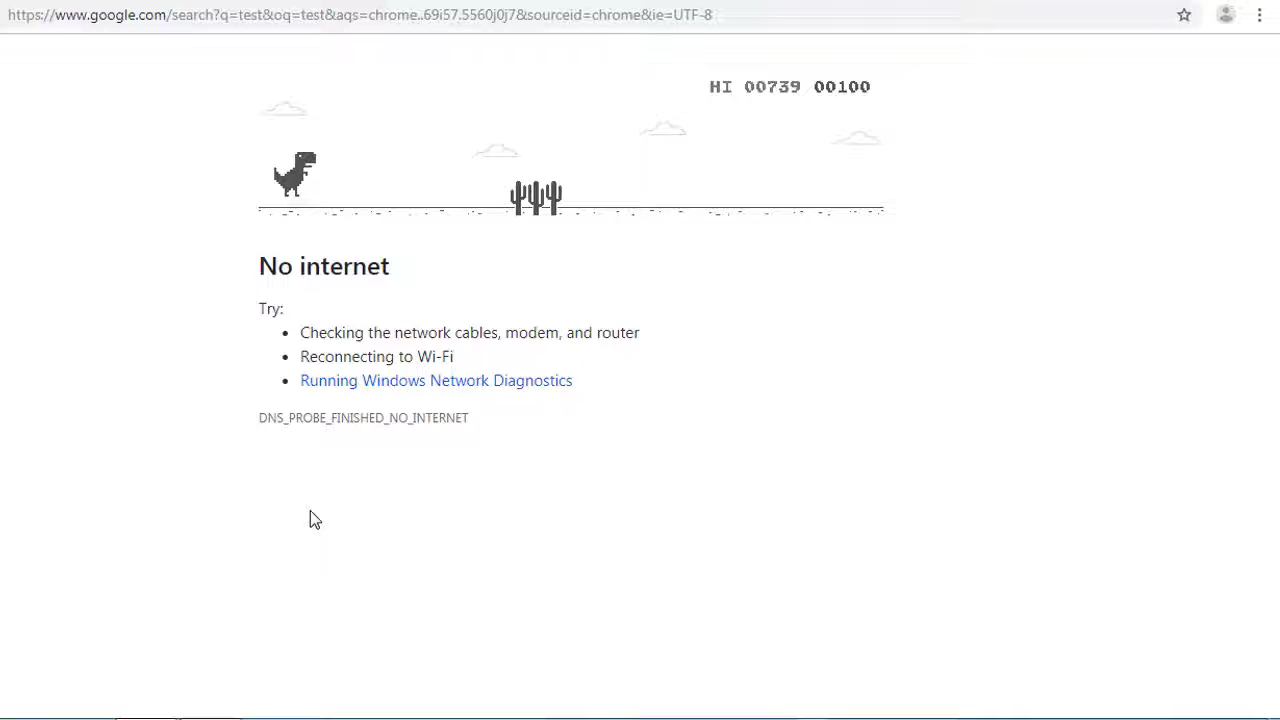 https://www.google.com/search?q=test&oq=test&aqs=chrome..69i57.5560j0j7&sourceid=chrome&ie=UTF-8
HI 00739 00100
No internet
Try:
• Checking the network cables, modem, and router
• Reconnecting to Wi-Fi
• Running Windows Network Diagnostics
DNS_PROBE_FINISHED_NO_INTERNET